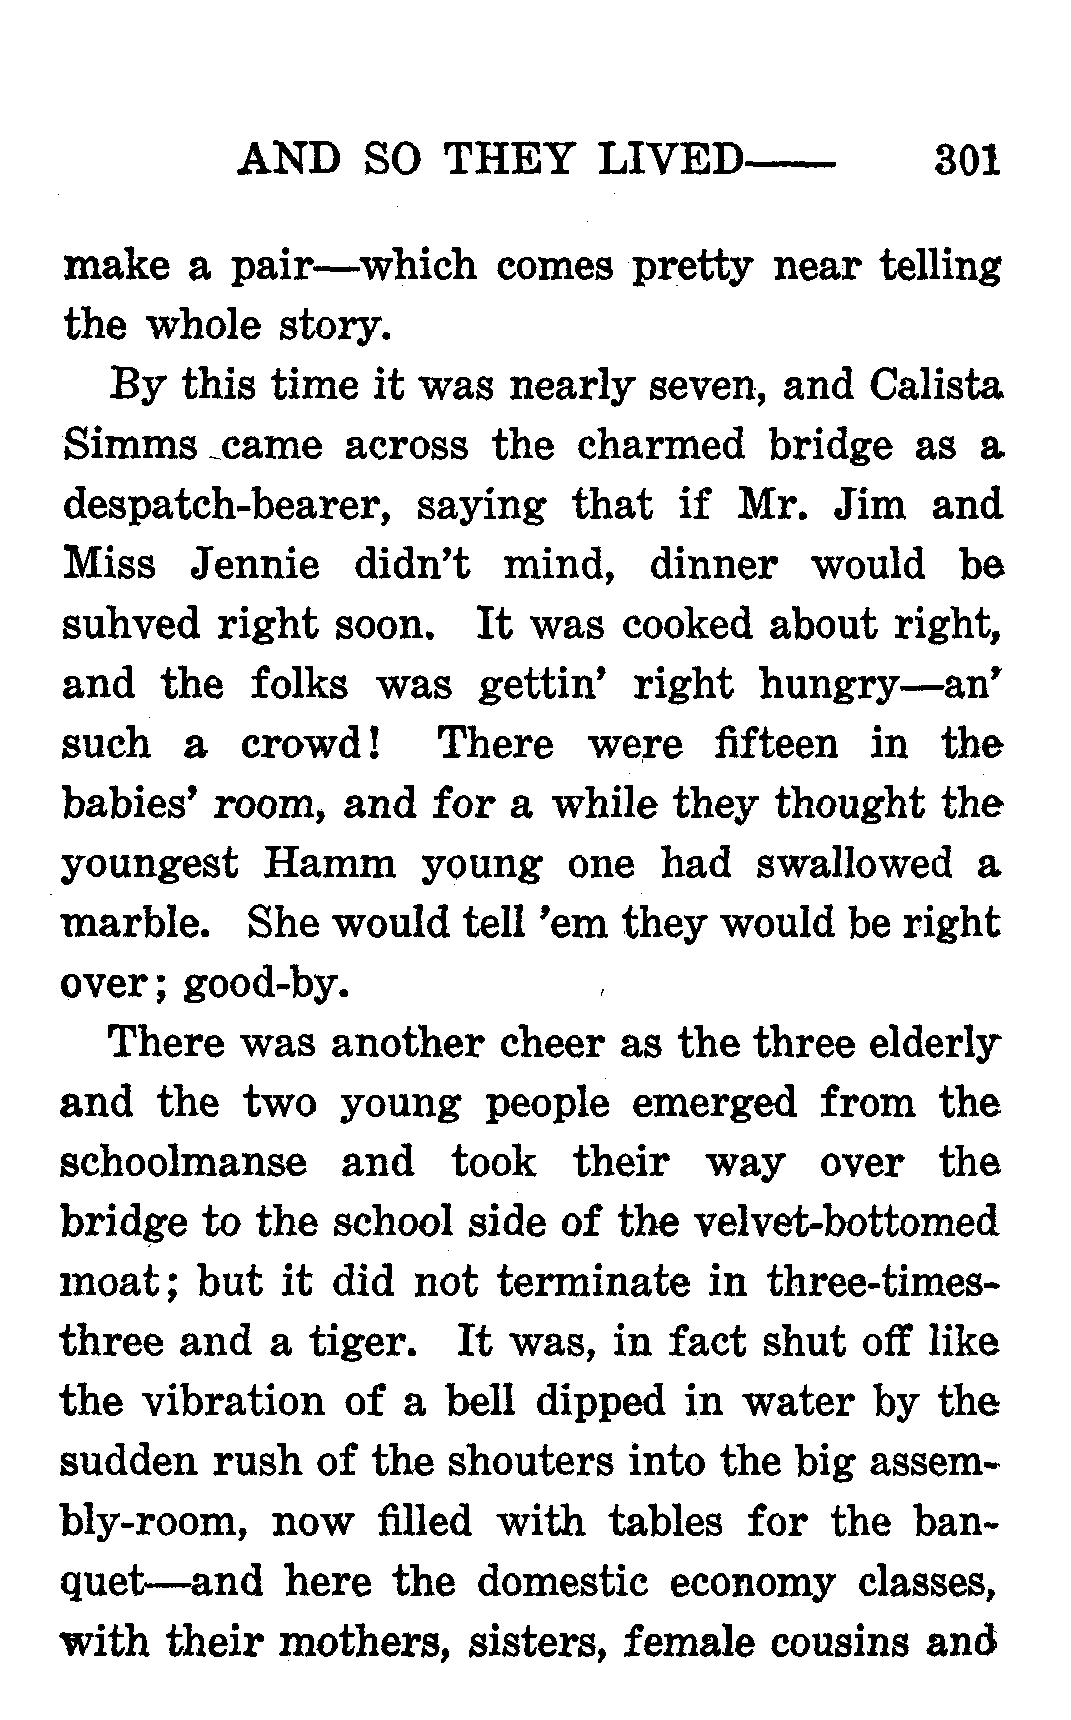 AND SO THEY LIVED—— 301
make a pair—which comes pretty near telling
the whole story.
By this time it was nearly seven, and Calista
Simms came across the charmed bridge as a
despatch-bearer, saying that if Mr. Jim and
Miss Jennie didn't mind, dinner would be
suhved right soon. It was cooked about right,
and the folks was gettin' right hungry—an'
such a crowd! There were fifteen in the
babies' room, and for a while they thought the
youngest Hamm young one had swallowed a
marble. She would tell 'em they would be right
over; good-by.
There was another cheer as the three elderly
and the two young people emerged from the
schoolmanse and took their way over the
bridge to the school side of the velvet-bottomed
moat; but it did not terminate in three-times-
three and a tiger. It was, in fact shut off like
the vibration of a bell dipped in water by the
sudden rush of the shouters into the big assem-
bly-room, now filled with tables for the ban-
quet—and here the domestic economy classes,
with their mothers, sisters, female cousins and